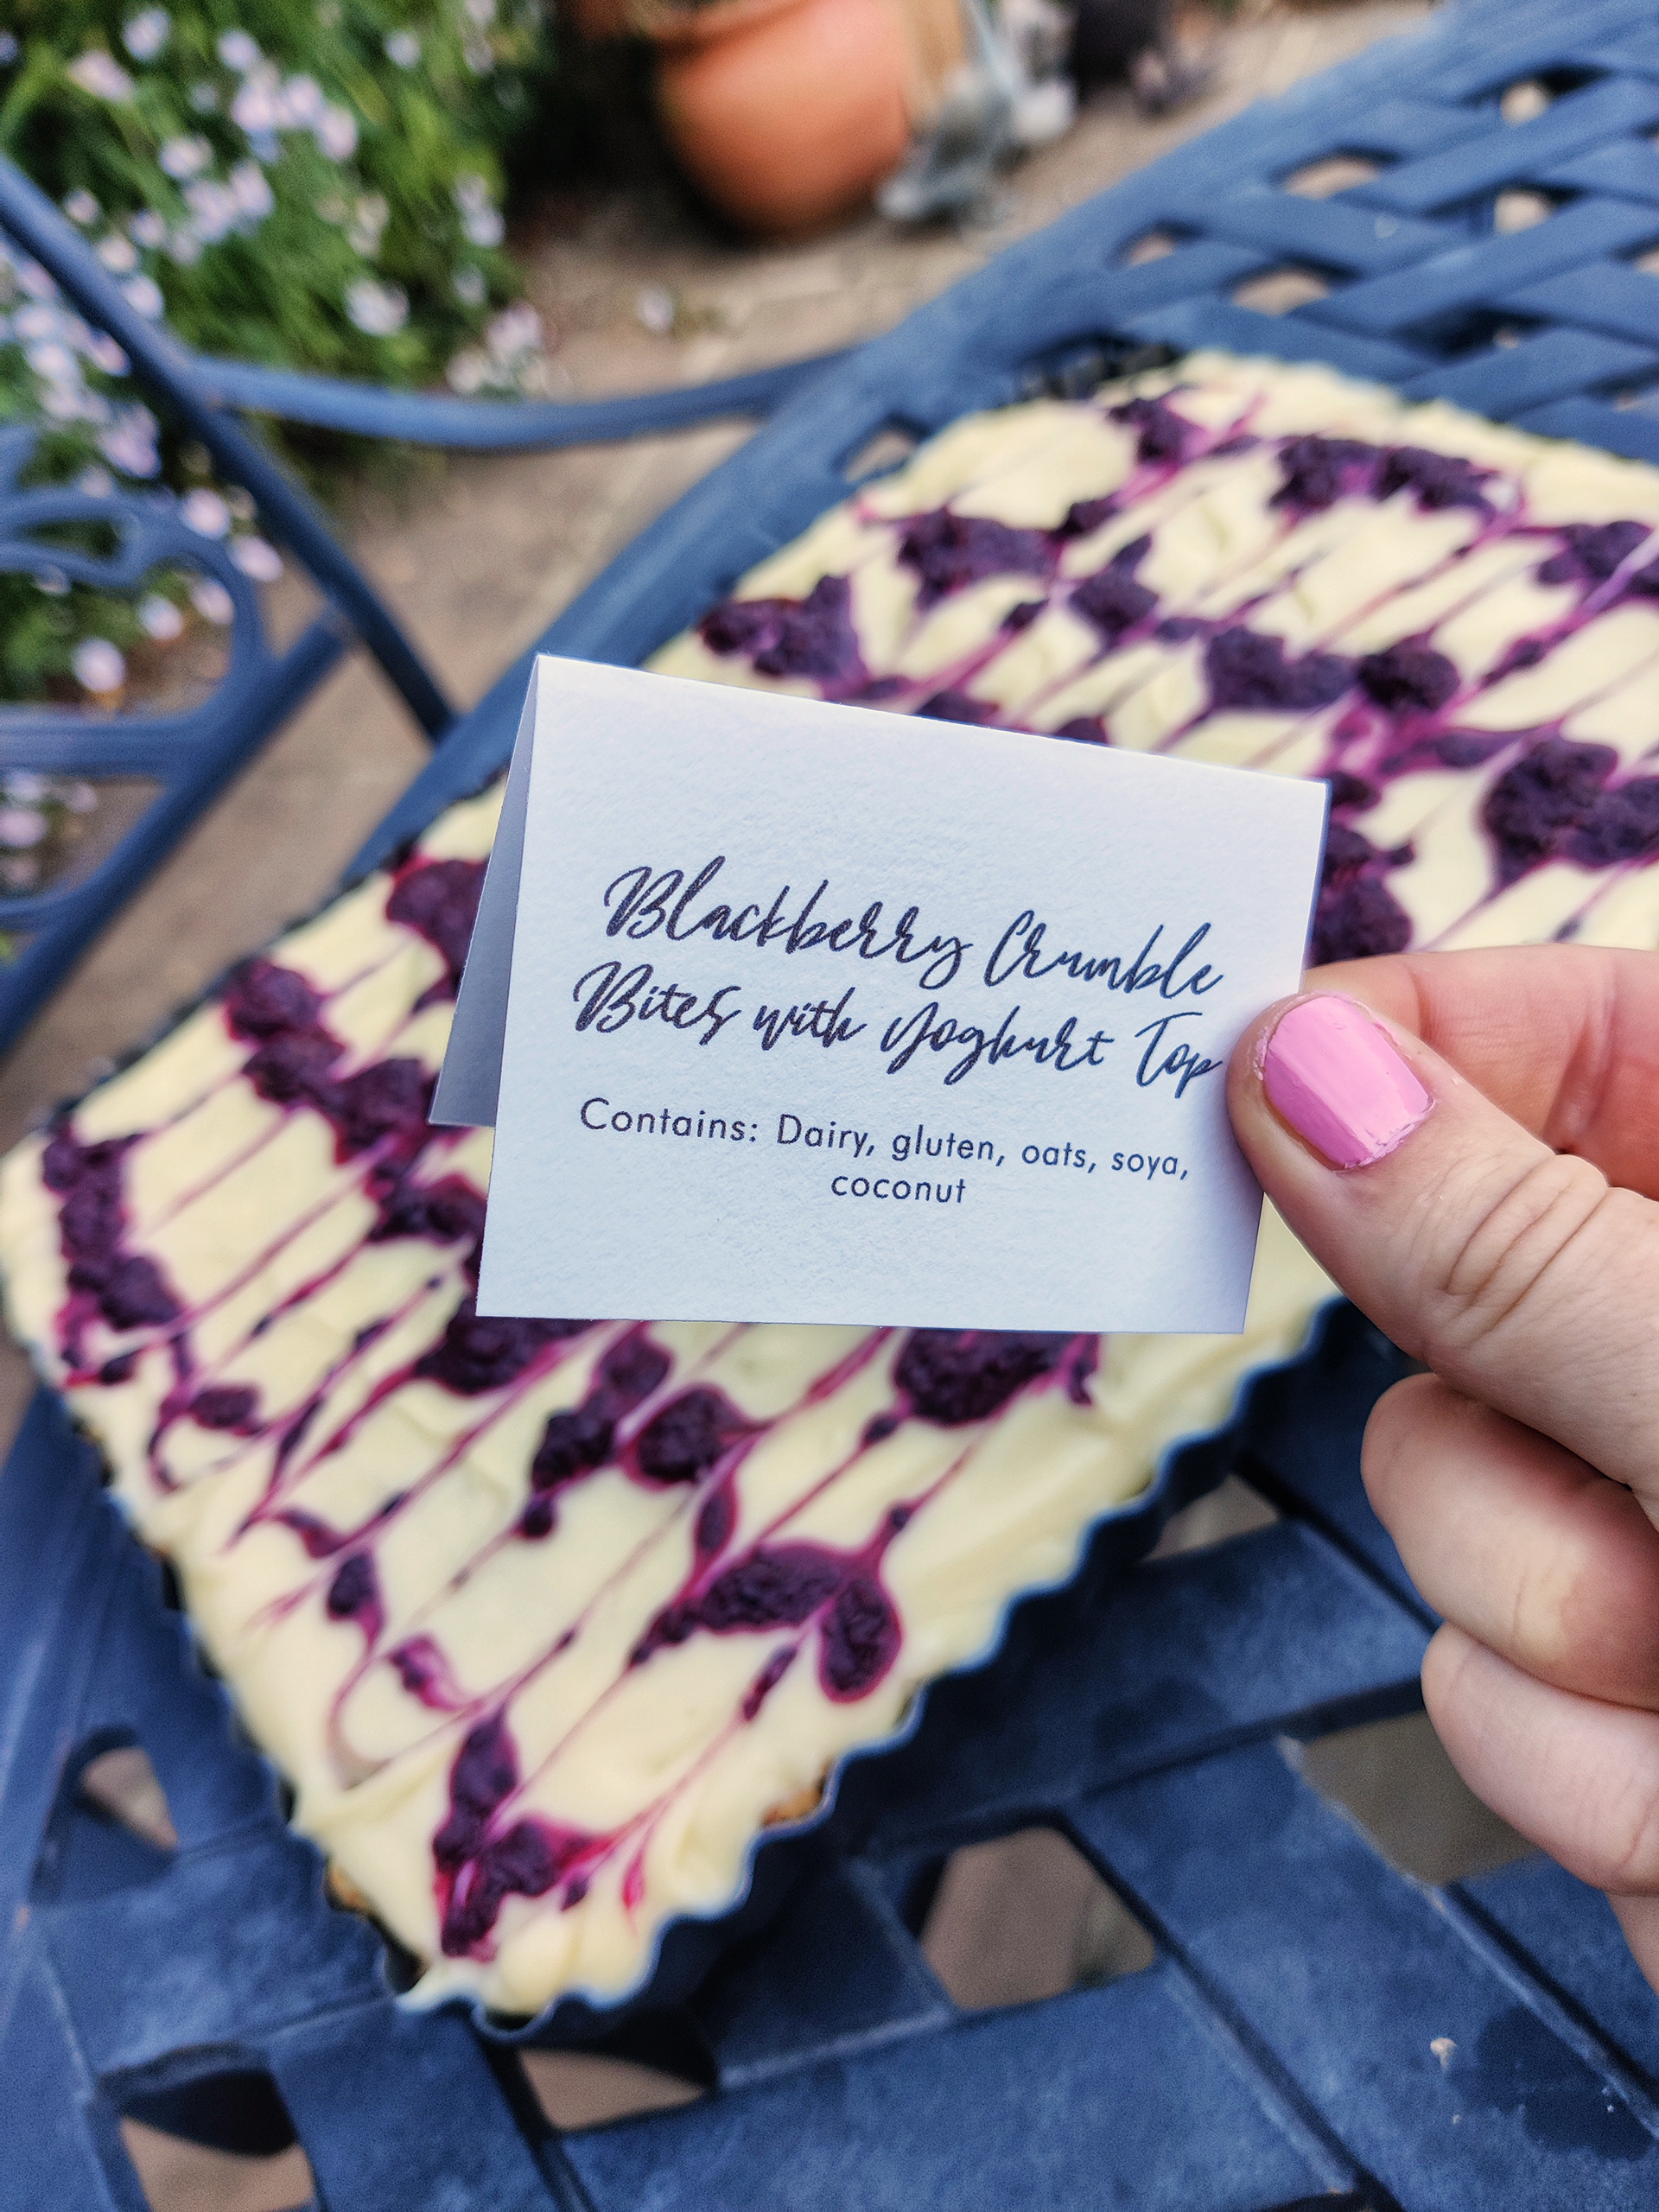 Blackberry Crumble
Bites with Yoghurt Top
Contains: Dairy, gluten, oats, soya,
coconut